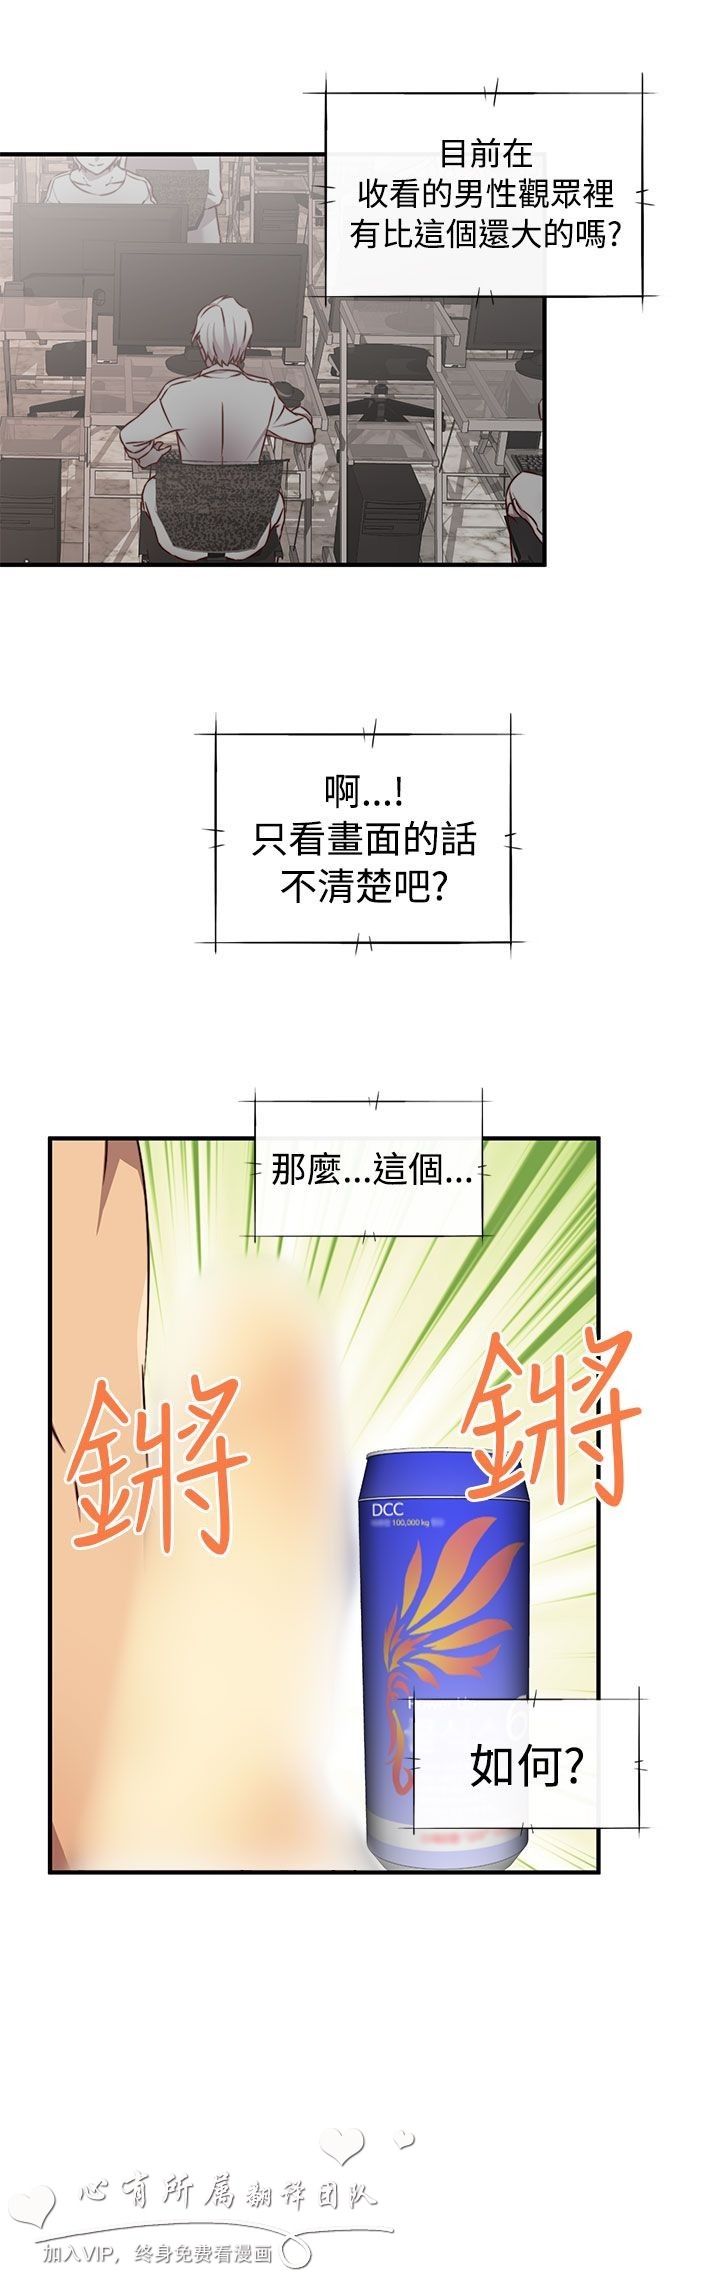 目前在
收看的男性觀眾裡
有比這個還大的嗎?
啊...!
只看畫面的話
不清楚吧?
那麼...這個...
鏘
鏘
DCC
100,000 kg
6
如何?
心有所属翻译团队
加入VIP，终身免费看漫画